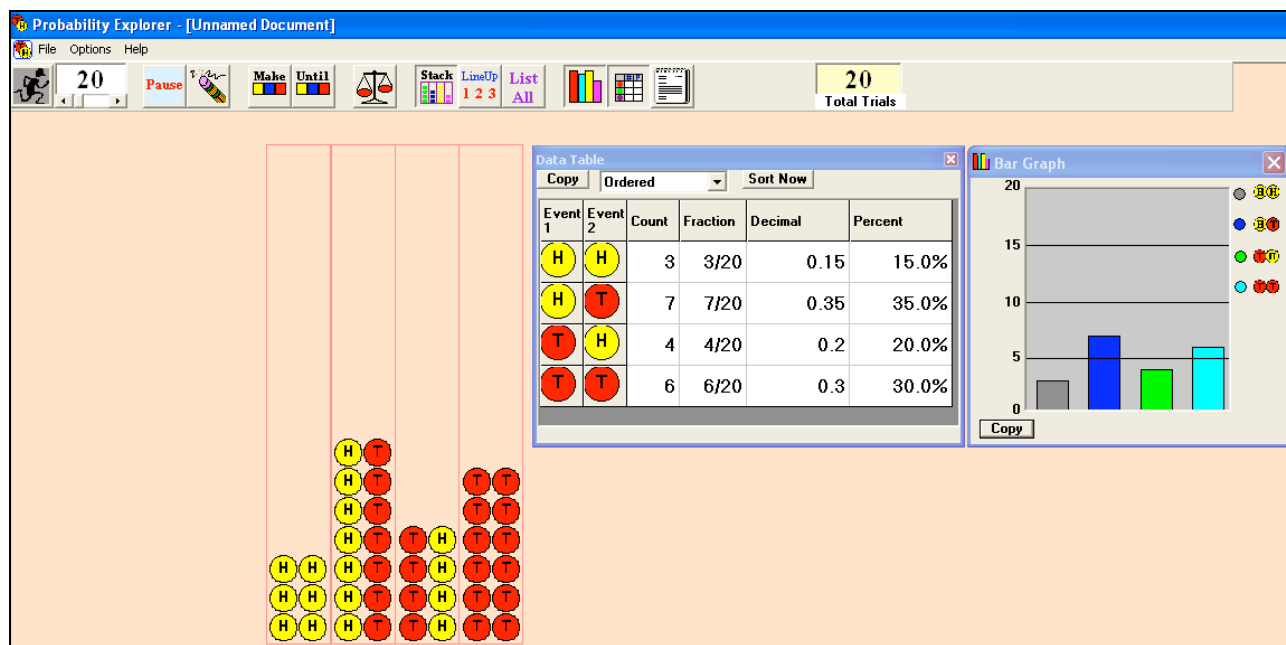 Probability Explorer - [Unnamed Document]
File Options Help
20 Pause Make Until Stack LineUp 1 2 3 List All 20
Total Trials
Data Table
Copy Ordered Sort Now
Event 1 Event 2 Count Fraction Decimal Percent
H H 3 3/20 0.15 15.0%
H T 7 7/20 0.35 35.0%
T H 4 4/20 0.2 20.0%
T T 6 6/20 0.3 30.0%
Bar Graph
20
15
10
5
0
H H
H T
T H
T T
Copy
H T
H T T T
H T T T
H T T H T T
H H H T T H T T
H H H T T H T T
H H H T T H T T